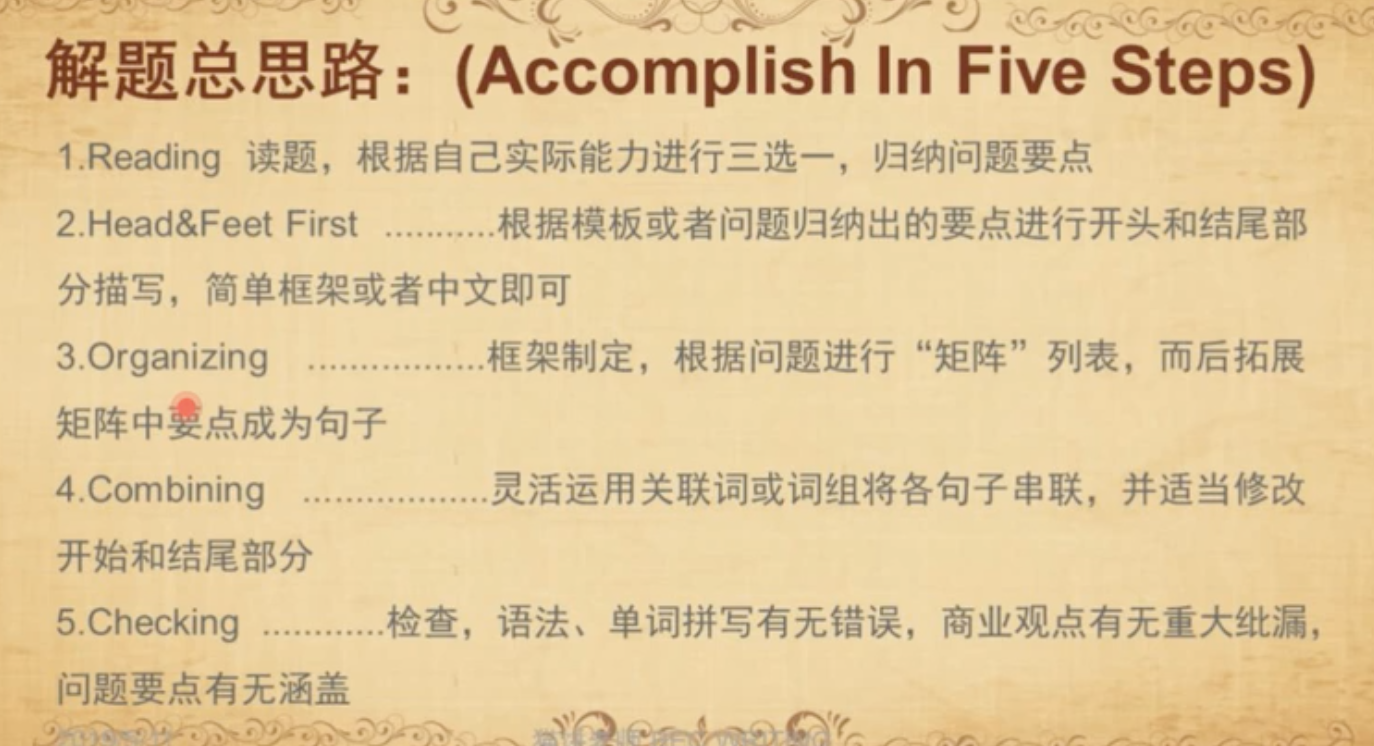 解题总思路：(Accomplish In Five Steps)
1.Reading 读题，根据自己实际能力进行三选一，归纳问题要点
2.Head&Feet First ...........根据模板或者问题归纳出的要点进行开头和结尾部
分描写，简单框架或者中文即可
3.Organizing .................框架制定，根据问题进行“矩阵”列表，而后拓展
矩阵中要点成为句子
4.Combining ..................灵活运用关联词或词组将各句子串联，并适当修改
开始和结尾部分
5.Checking ............检查，语法、单词拼写有无错误，商业观点有无重大纰漏，
问题要点有无涵盖